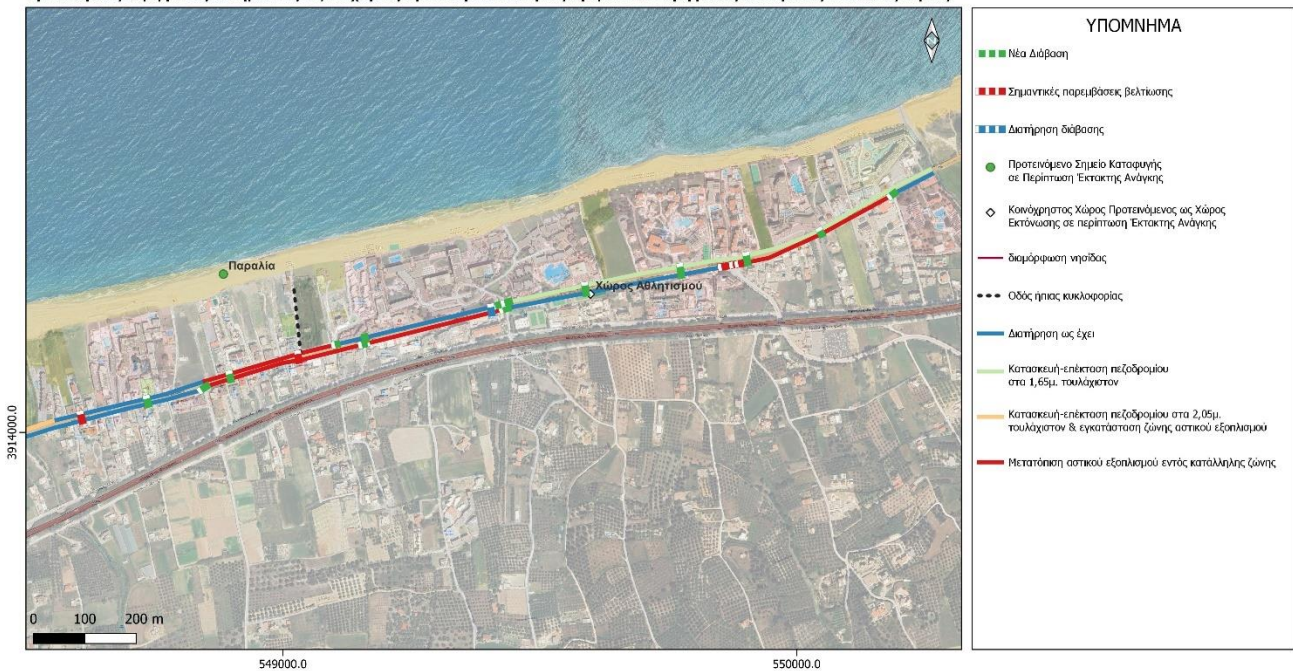 ΥΠΟΜΝΗΜΑ
Νέα Διάβαση
Σημαντικές παρεμβάσεις βελτίωσης
Διατήρηση διάβασης
Προτεινόμενο Σημείο Καταφυγής
σε Περίπτωση Έκτακτης Ανάγκης
Κοινόχρηστος Χώρος Προτεινόμενος ως Χώρος
Εκτόνωσης σε περίπτωση Έκτακτης Ανάγκης
διαμόρφωση νησίδας
Οδός ήπιας κυκλοφορίας
Διατήρηση ως έχει
Κατασκευή-επέκταση πεζοδρομίου
στα 1,65μ. τουλάχιστον
Κατασκευή-επέκταση πεζοδρομίου στα 2,05μ.
τουλάχιστον & εγκατάσταση ζώνης αστικού εξοπλισμού
Μετατόπιση αστικού εξοπλισμού εντός κατάλληλης ζώνης
Παραλία
Χώρος Αθλητισμού
3914000.0
0 100 200 m
549000.0
550000.0